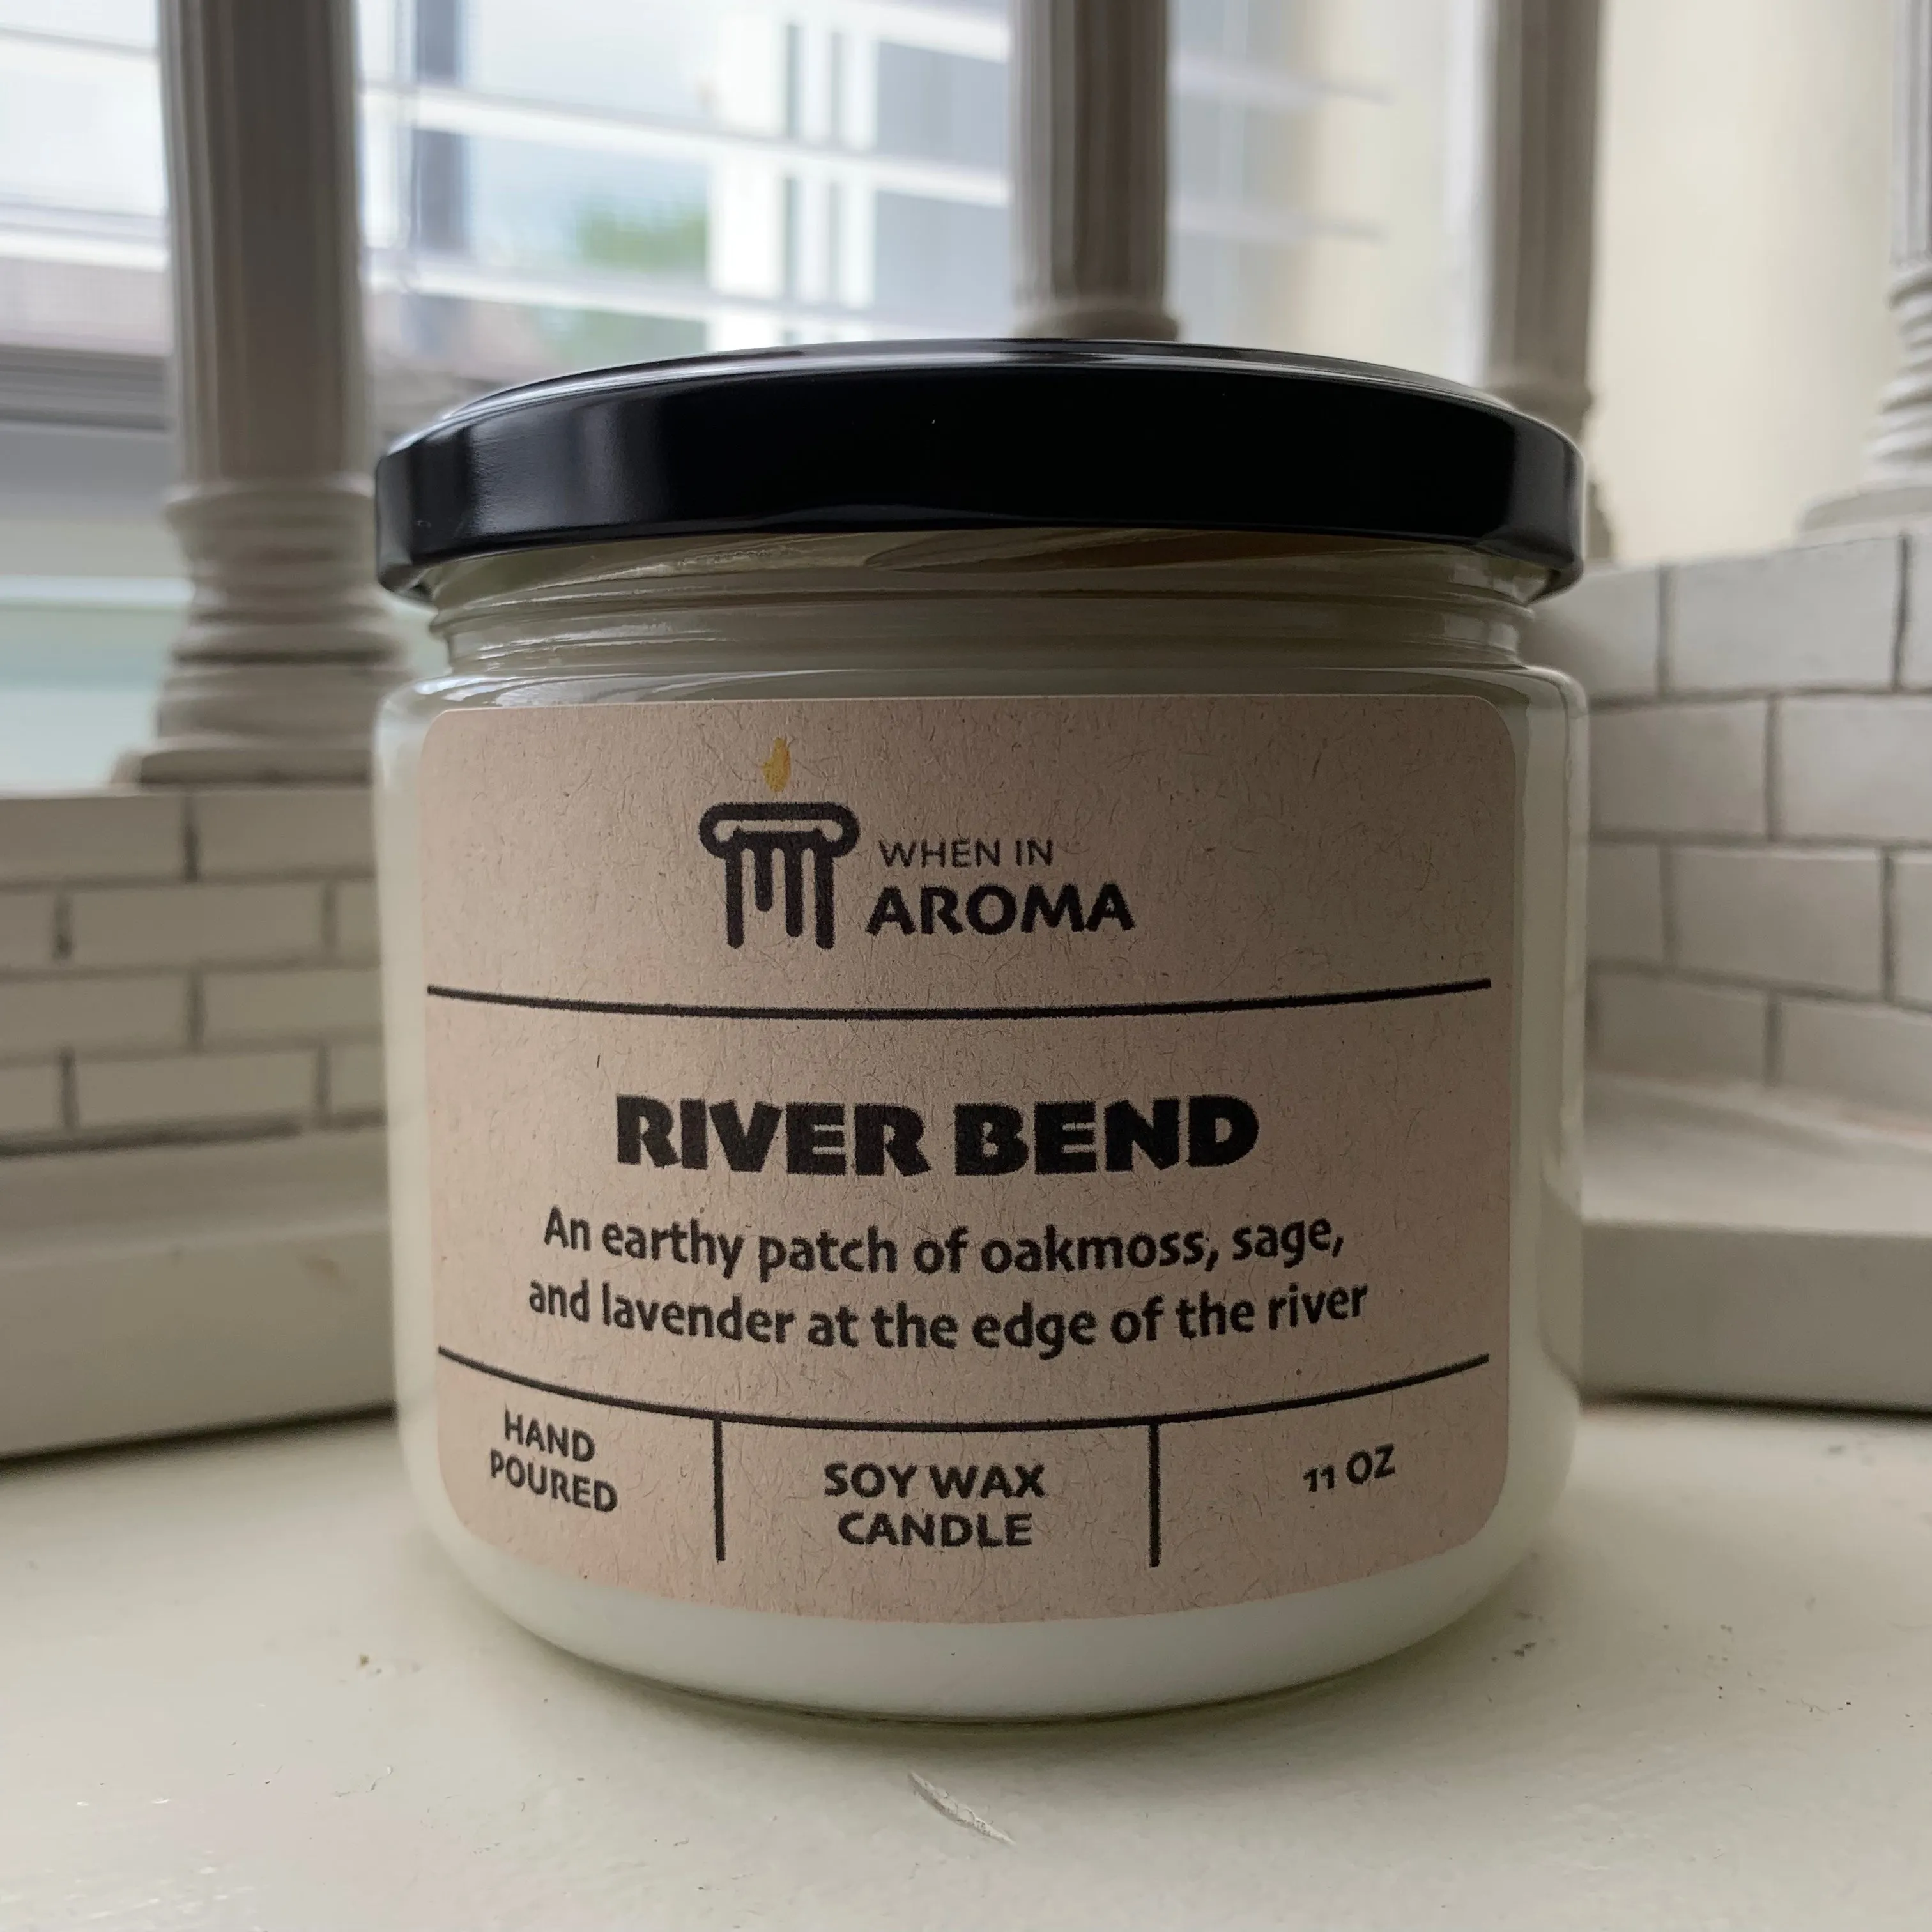 WHEN IN
AROMA
RIVER BEND
An earthy patch of oakmoss, sage,
and lavender at the edge of the river
HAND
POURED
SOY WAX
CANDLE
11 OZ